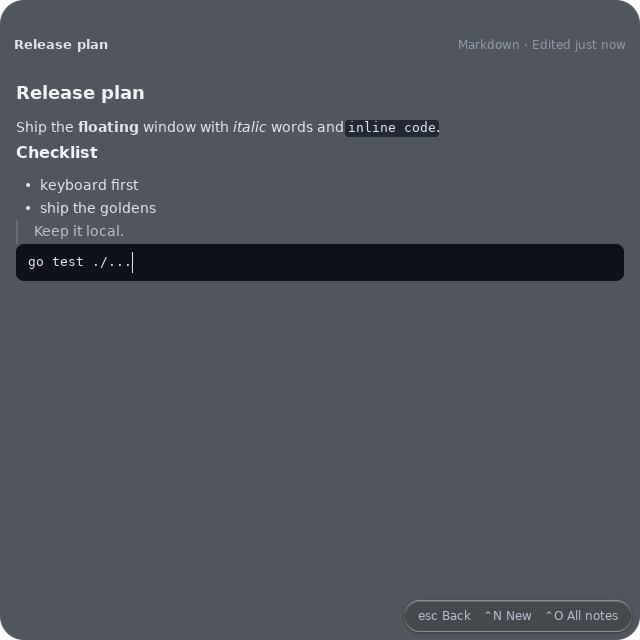 Release plan
Markdown · Edited just now
Release plan
Ship the floating window with italic words and inline code.
Checklist
• keyboard first
• ship the goldens
Keep it local.
go test ./...
esc Back ⌃N New ⌃O All notes